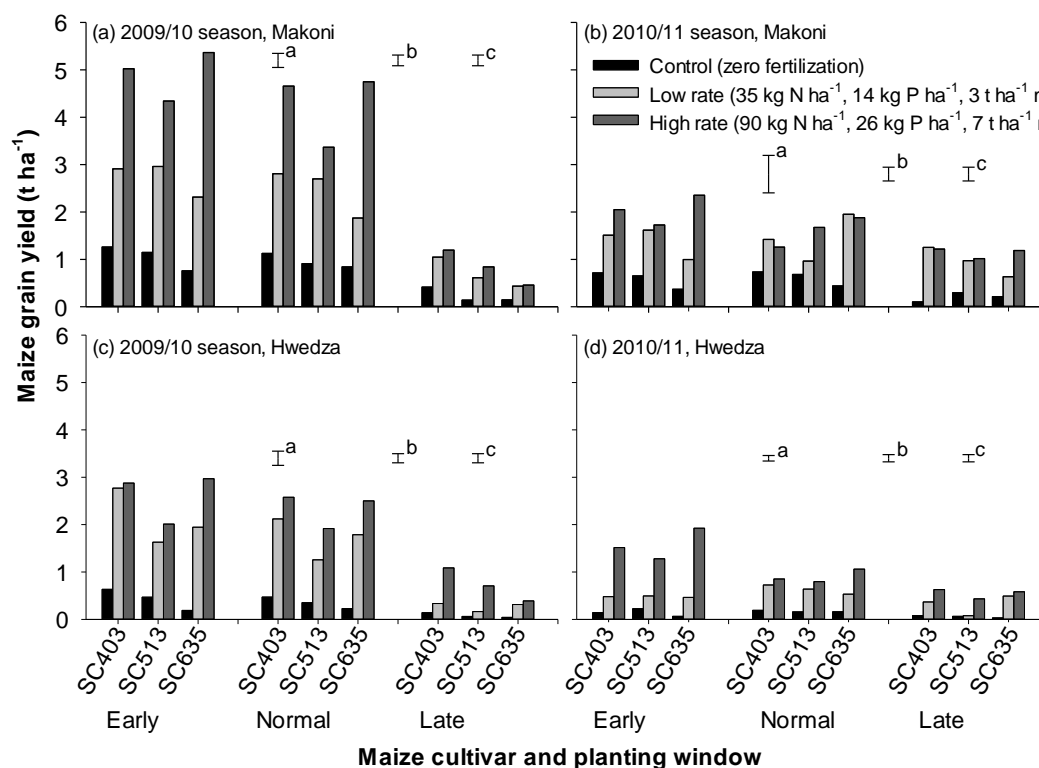 Maize grain yield (t ha⁻¹)
(a) 2009/10 season, Makoni
6
5
4
3
2
1
0
a
b
c
(b) 2010/11 season, Makoni
Control (zero fertilization)
Low rate (35 kg N ha⁻¹, 14 kg P ha⁻¹, 3 t ha⁻¹
High rate (90 kg N ha⁻¹, 26 kg P ha⁻¹, 7 t ha⁻¹
a
b
c
(c) 2009/10 season, Hwedza
6
5
4
3
2
1
0
a
b
c
(d) 2010/11, Hwedza
a
b
c
SC403 SC513 SC635 SC403 SC513 SC635 SC403 SC513 SC635 SC403 SC513 SC635 SC403 SC513 SC635 SC403 SC513 SC635
Early Normal Late Early Normal Late
Maize cultivar and planting window